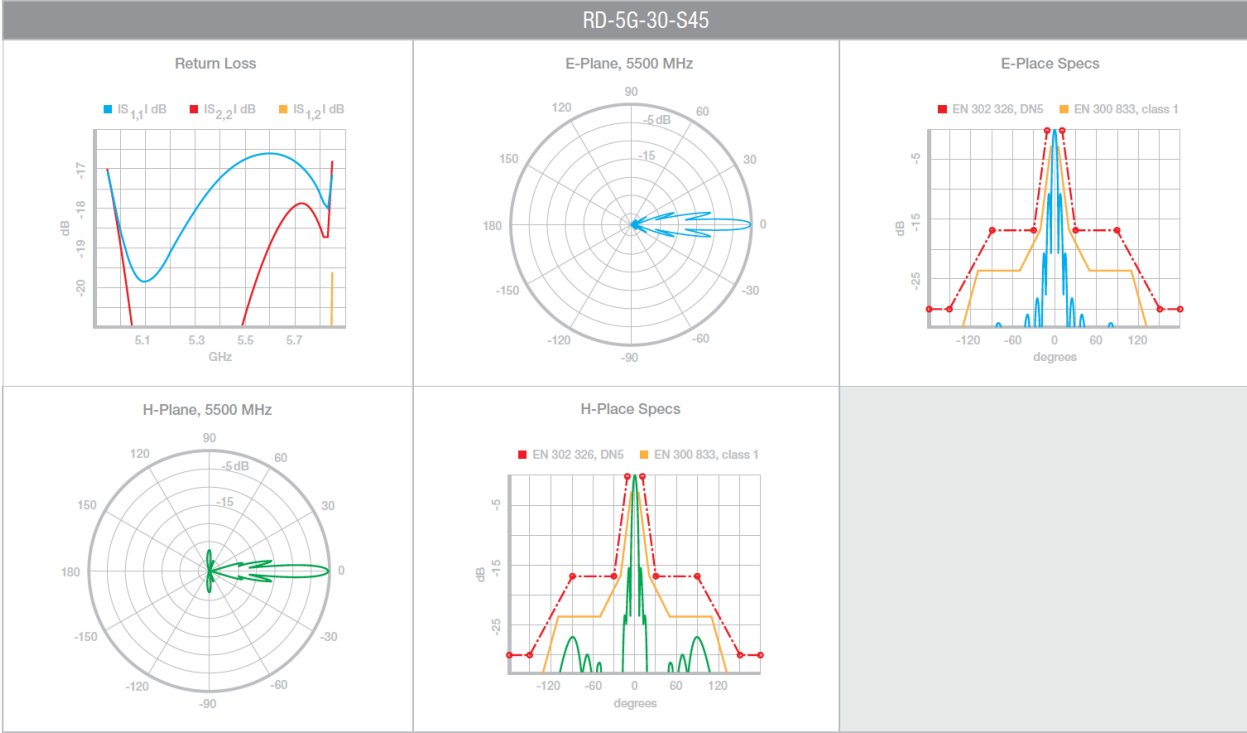 RD-5G-30-S45
Return Loss
IS1,1I dB IS2,2I dB IS1,2I dB
-17
-18
-19
-20
dB
5.1 5.3 5.5 5.7
GHz
E-Plane, 5500 MHz
90
120 60
-5 dB
150 -15 30
180 0
-150 -30
-120 -60
-90
E-Place Specs
EN 302 326, DN5 EN 300 833, class 1
-5
-15
-25
dB
-120 -60 0 60 120
degrees
H-Plane, 5500 MHz
90
120 60
-5 dB
150 -15 30
180 0
-150 -30
-120 -60
-90
H-Place Specs
EN 302 326, DN5 EN 300 833, class 1
-5
-15
-25
dB
-120 -60 0 60 120
degrees